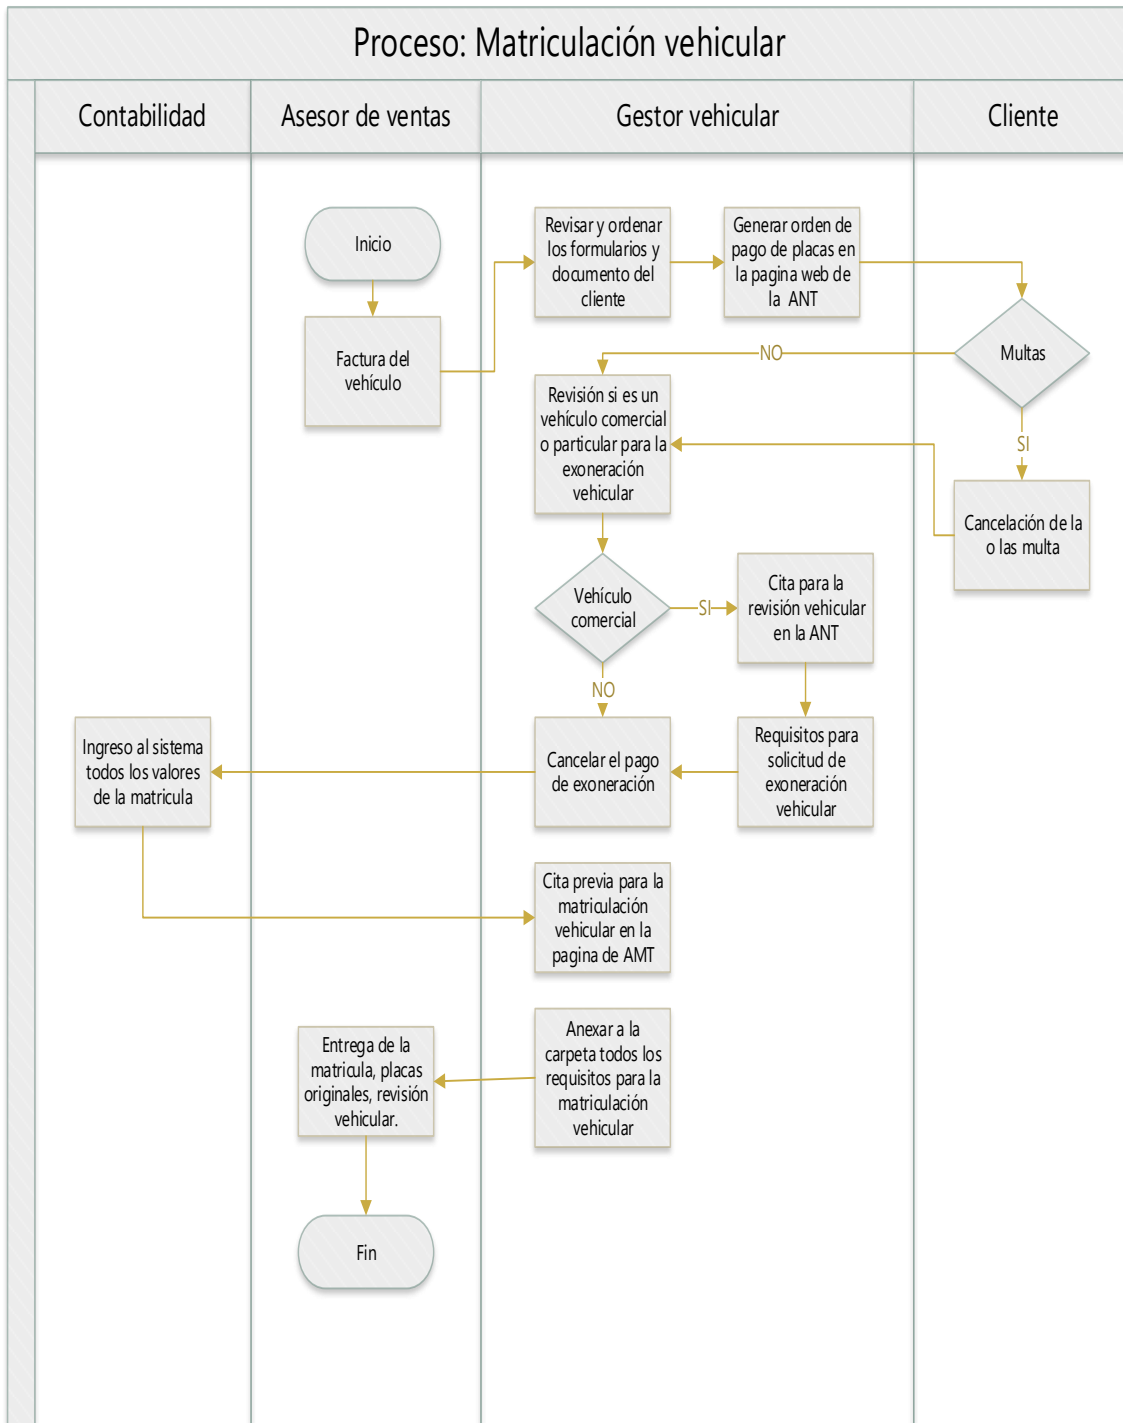 Proceso: Matriculación vehicular
Contabilidad
Asesor de ventas
Gestor vehicular
Cliente
Inicio
Factura del
vehículo
Revisar y ordenar
los formularios y
documento del
cliente
Generar orden de
pago de placas en
la pagina web de
la ANT
Multas
NO
SI
Cancelación de la
o las multa
Revisión si es un
vehículo comercial
o particular para la
exoneración
vehicular
Vehículo
comercial
SI
NO
Cita para la
revisión vehicular
en la ANT
Requisitos para
solicitud de
exoneración
vehicular
Cancelar el pago
de exoneración
Ingreso al sistema
todos los valores
de la matricula
Cita previa para la
matriculación
vehicular en la
pagina de AMT
Anexar a la
carpeta todos los
requisitos para la
matriculación
vehicular
Entrega de la
matricula, placas
originales, revisión
vehicular.
Fin